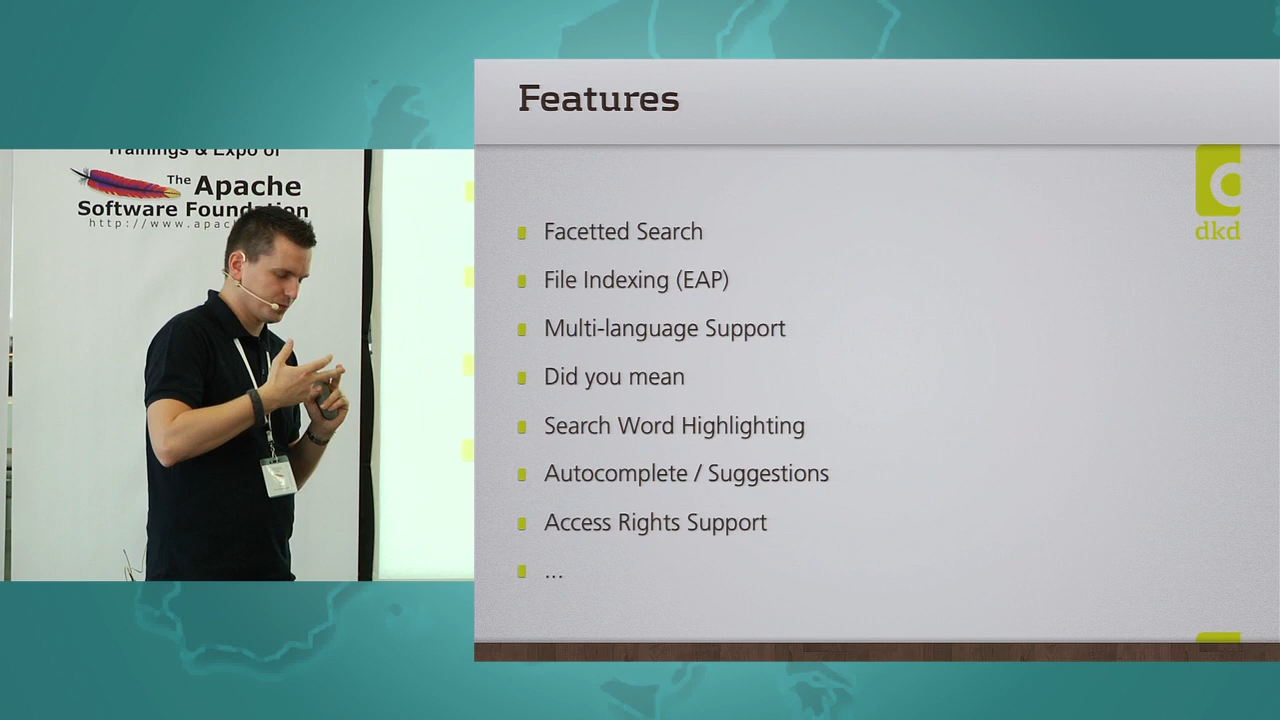 Trainings & Expo of
The Apache
Software Foundation
http://www.apac
Features
dkd
Facetted Search
File Indexing (EAP)
Multi-language Support
Did you mean
Search Word Highlighting
Autocomplete / Suggestions
Access Rights Support
...